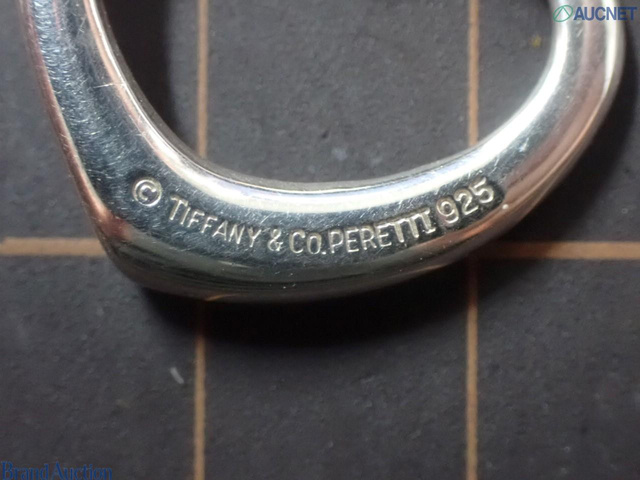 AUCNET
© TIFFANY & CO. PERETTI 925
Brand Auction